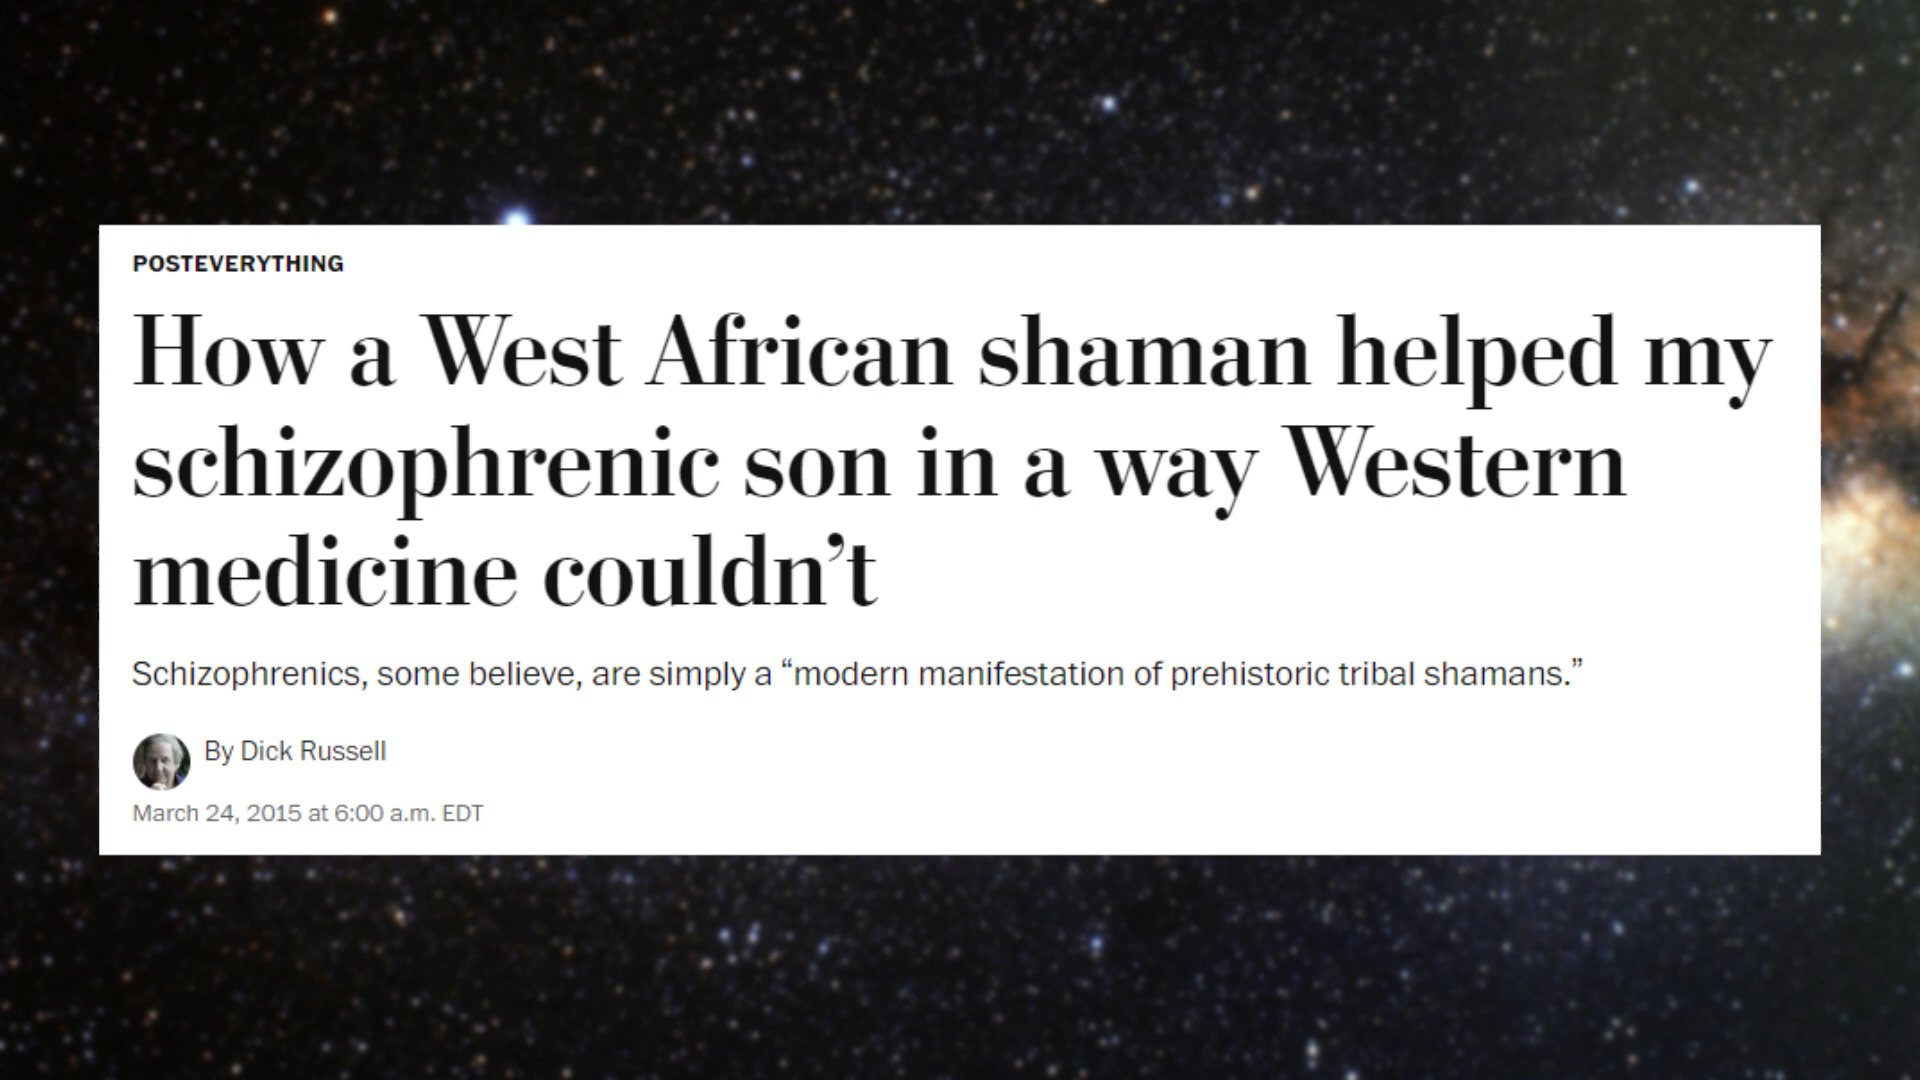 POSTEVERYTHING
How a West African shaman helped my
schizophrenic son in a way Western
medicine couldn’t
Schizophrenics, some believe, are simply a “modern manifestation of prehistoric tribal shamans.”
By Dick Russell
March 24, 2015 at 6:00 a.m. EDT